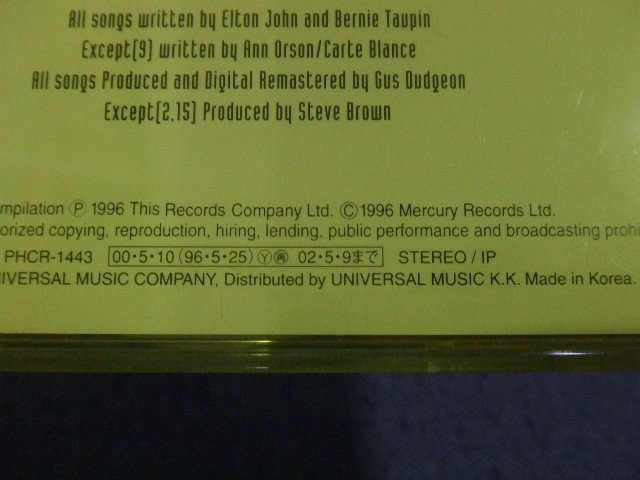 All songs written by Elton John and Bernie Taupin
Except(9) written by Ann Orson/Carte Blance
All songs Produced and Digital Remastered by Gus Dudgeon
Except(2,15) Produced by Steve Brown
mpilation Ⓟ 1996 This Records Company Ltd. Ⓒ1996 Mercury Records Ltd.
orized copying, reproduction, hiring, lending, public performance and broadcasting prohi
PHCR-1443 00・5・10 (96・5・25) Ⓨ㊞ 02・5・9まで STEREO / IP
IVERSAL MUSIC COMPANY, Distributed by UNIVERSAL MUSIC K.K. Made in Korea.